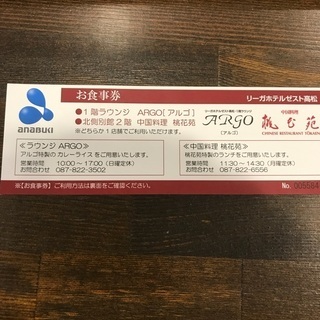 お食事券
anabuki
●1階ラウンジ ARGO[アルゴ]
●北側別館2階 中国料理 桃花苑
※どちらか1店舗でご利用いただけます。
リーガホテルゼスト高松
ARGO
(アルゴ)
中国料理
桃花苑
CHINESE RESTAURANT TOKAEN
≪ラウンジ ARGO≫
アルゴ特製の カレーライス をご用意いたします。
営業時間 10:00~17:00(月曜定休)
お問合わせ 087-822-3502
≪中国料理 桃花苑≫
桃花苑特製のランチをご用意いたします。
営業時間 11:30~14:30(月曜定休)
お問合わせ 087-822-6556
※【お食事券】ご利用方法は裏面をご確認ください。
No.